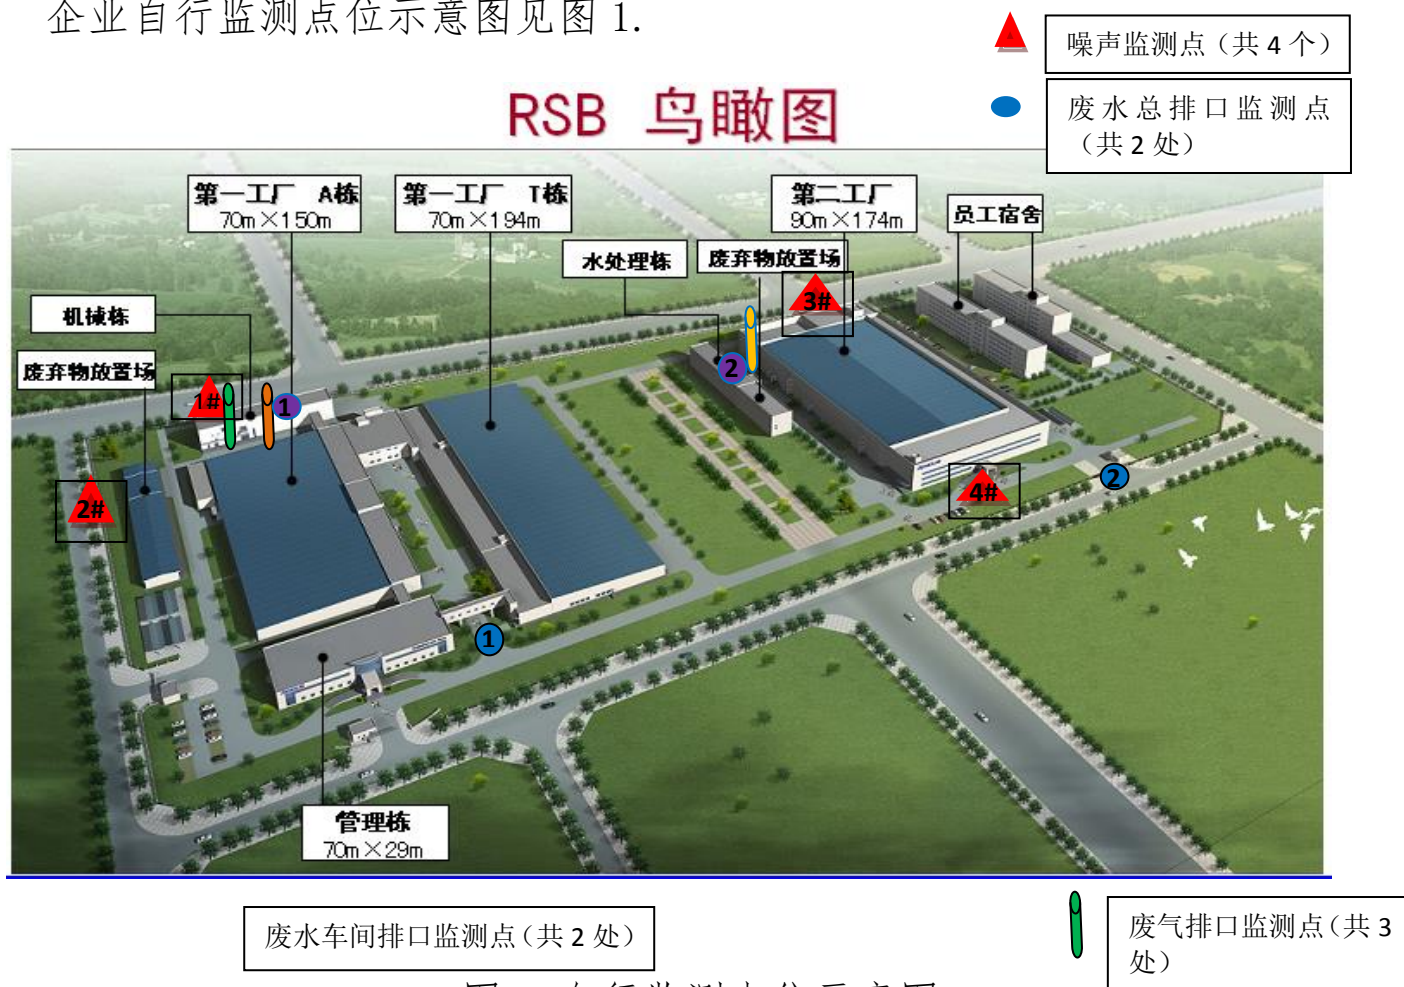 企业自行监测点位示意图见图 1.
噪声监测点（共 4 个）
废水总排口监测点
（共 2 处）
RSB 鸟瞰图
第一工厂 A栋
70m×150m
第一工厂 T栋
70m×194m
第二工厂
90m×174m
员工宿舍
水处理栋
废弃物放置场
机械栋
废弃物放置场
3#
2
1#
1
2#
4#
2
1
管理栋
70m×29m
废水车间排口监测点（共 2 处）
废气排口监测点（共 3
处）